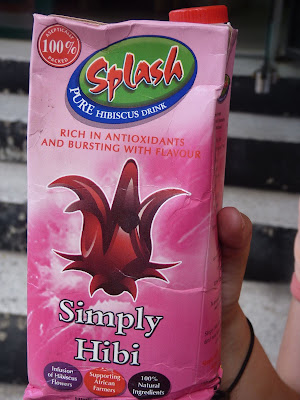 ASEPTICALLY
100%
PACKED
Splash
PURE HIBISCUS DRINK
RICH IN ANTIOXIDANTS
AND BURSTING WITH FLAVOUR
Simply
Hibi
Infusion
of Hibiscus
Flowers
Supporting
African
Farmers
100%
Natural
Ingredients